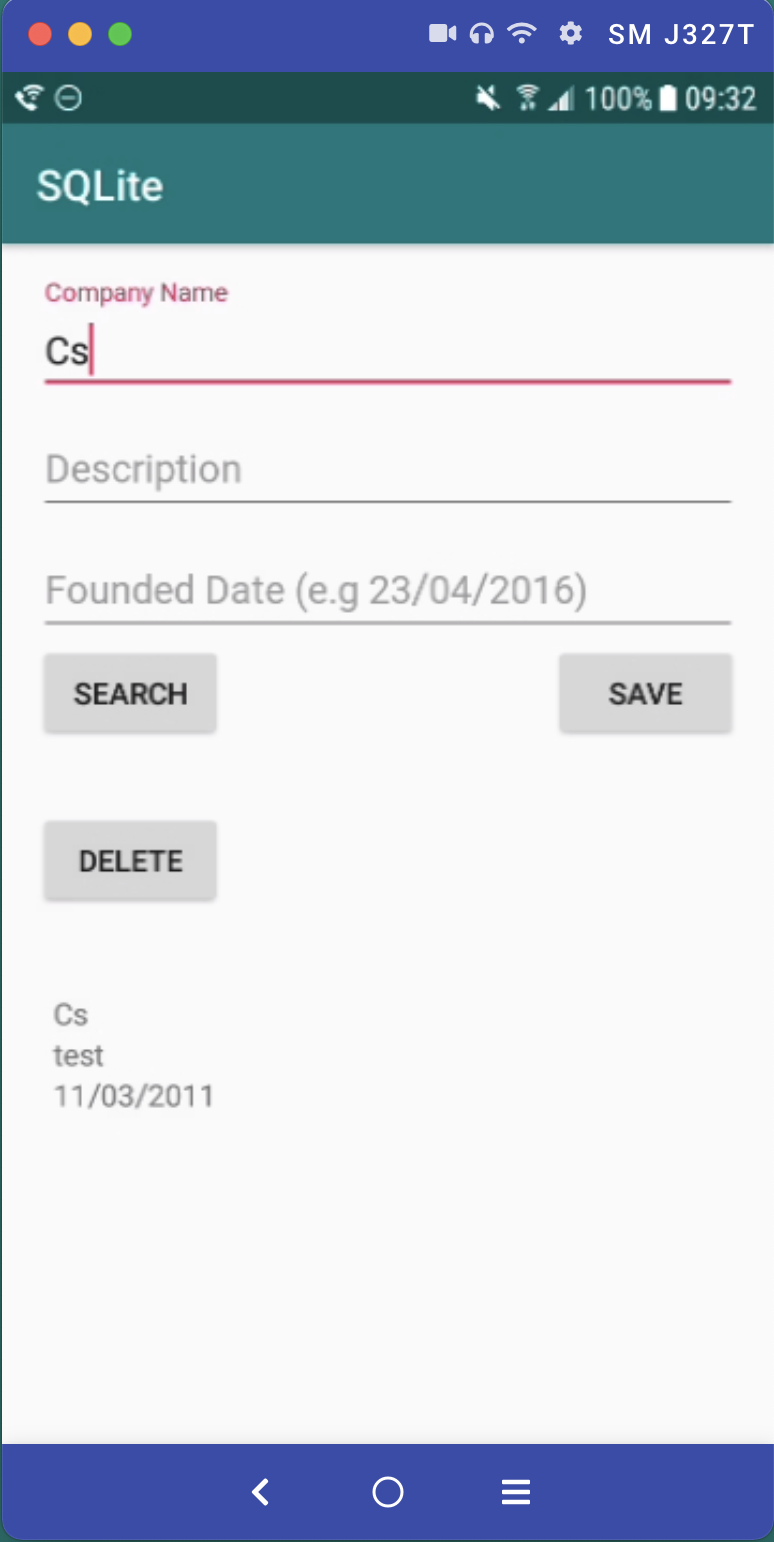 SM J327T
100% 09:32
SQLite
Company Name
Cs
Description
Founded Date (e.g 23/04/2016)
SEARCH SAVE
DELETE
Cs
test
11/03/2011